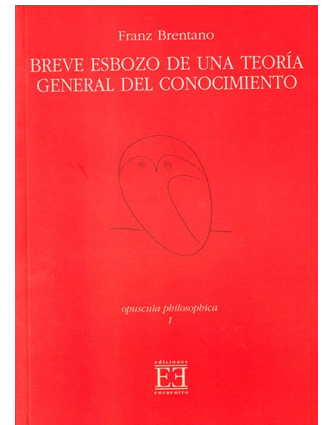 Franz Brentano
BREVE ESBOZO DE UNA TEORÍA
GENERAL DEL CONOCIMIENTO
opuscula philosophica
1
ediciones
EE
encuentro